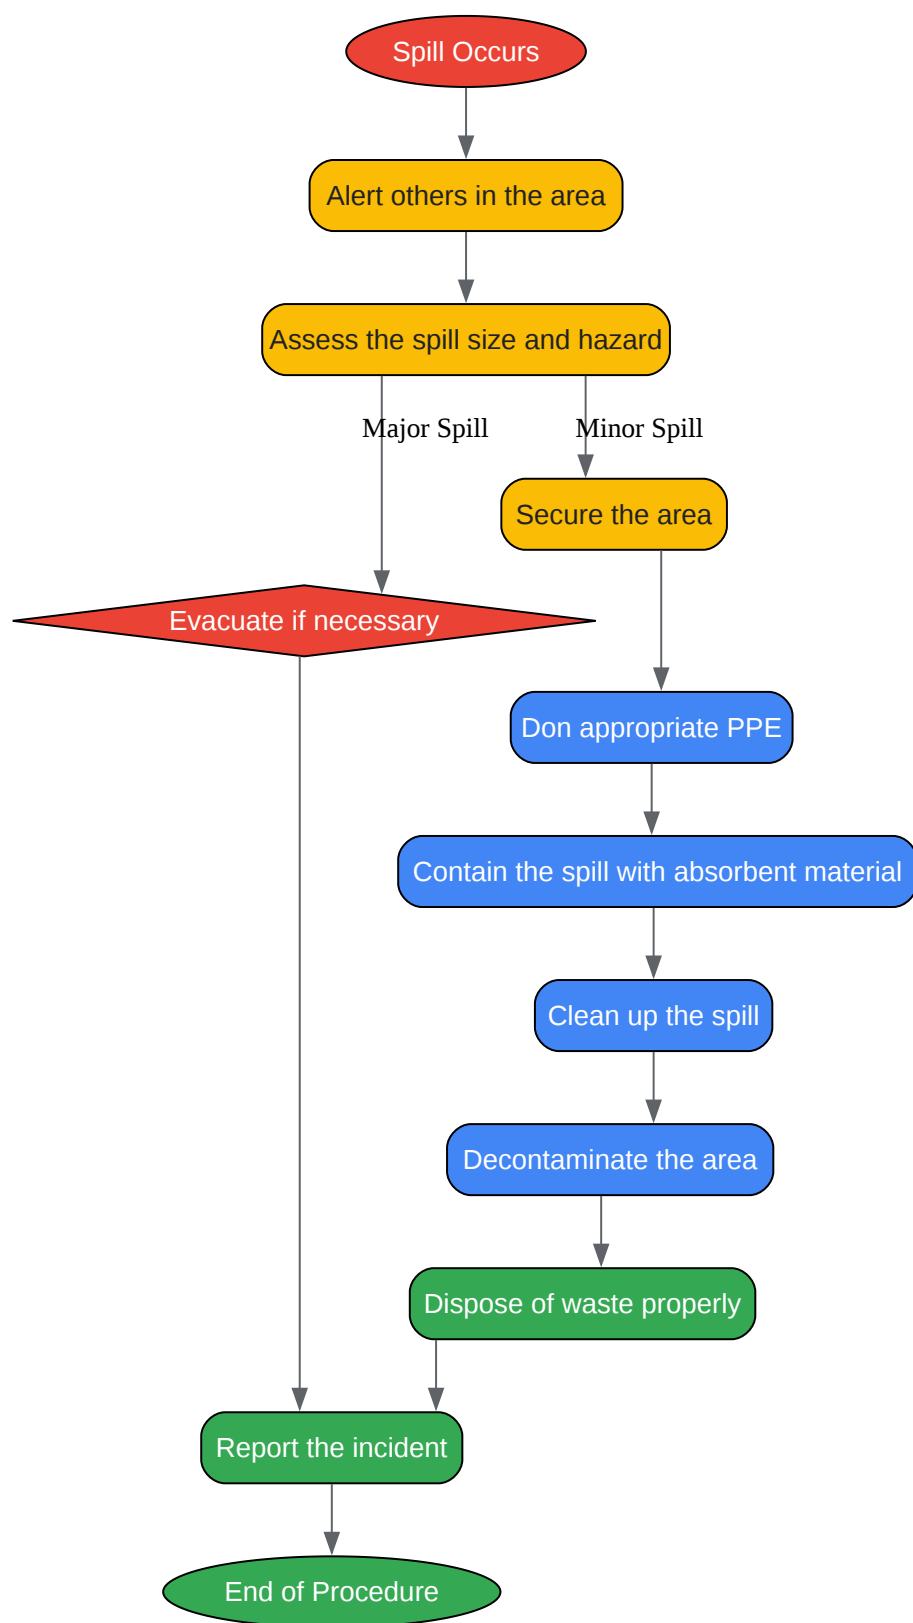 Spill Occurs
Alert others in the area
Assess the spill size and hazard
Major Spill
Minor Spill
Secure the area
Evacuate if necessary
Don appropriate PPE
Contain the spill with absorbent material
Clean up the spill
Decontaminate the area
Dispose of waste properly
Report the incident
End of Procedure